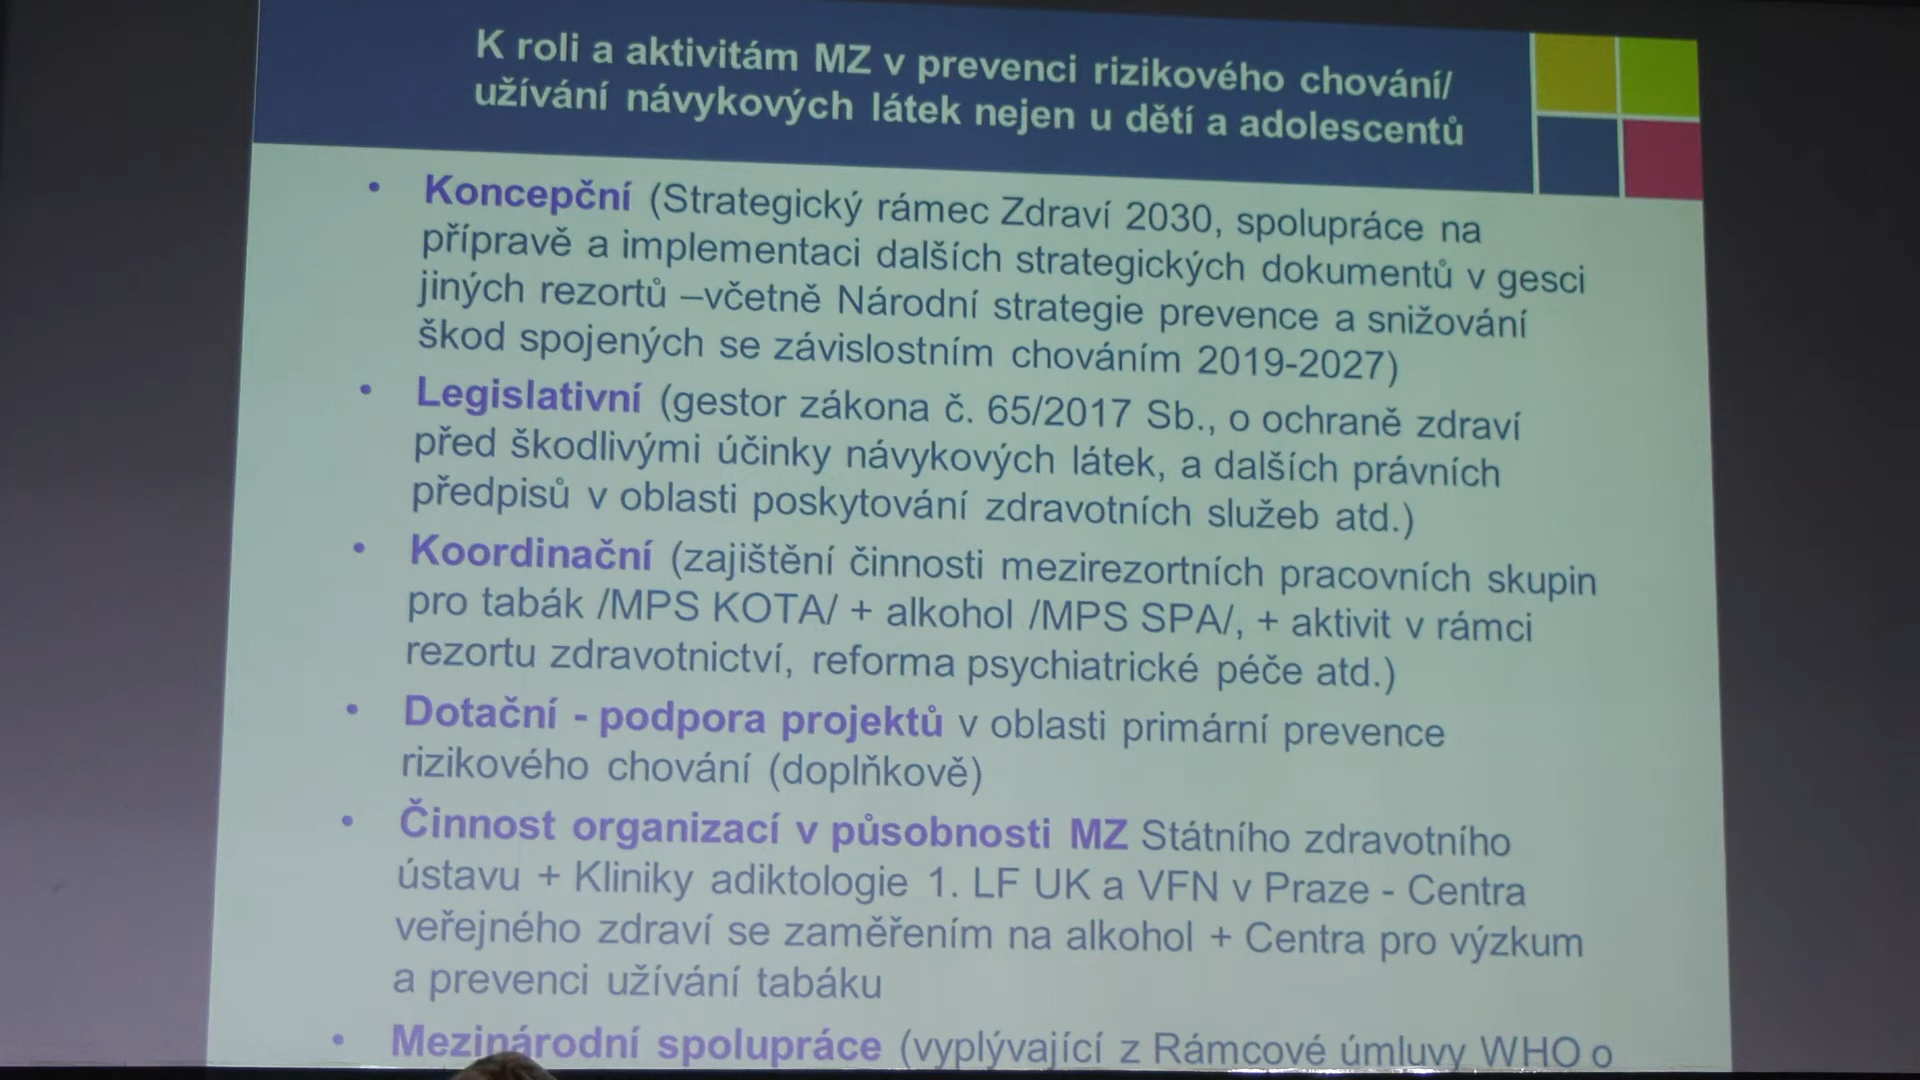 K roli a aktivitám MZ v prevenci rizikového chování/
užívání návykových látek nejen u dětí a adolescentů
• Koncepční (Strategický rámec Zdraví 2030, spolupráce na
přípravě a implementaci dalších strategických dokumentů v gesci
jiných rezortů –včetně Národní strategie prevence a snižování
škod spojených se závislostním chováním 2019-2027)
• Legislativní (gestor zákona č. 65/2017 Sb., o ochraně zdraví
před škodlivými účinky návykových látek, a dalších právních
předpisů v oblasti poskytování zdravotních služeb atd.)
• Koordinační (zajištění činnosti mezirezortních pracovních skupin
pro tabák /MPS KOTA/ + alkohol /MPS SPA/, + aktivit v rámci
rezortu zdravotnictví, reforma psychiatrické péče atd.)
• Dotační - podpora projektů v oblasti primární prevence
rizikového chování (doplňkově)
• Činnost organizací v působnosti MZ Státního zdravotního
ústavu + Kliniky adiktologie 1. LF UK a VFN v Praze - Centra
veřejného zdraví se zaměřením na alkohol + Centra pro výzkum
a prevenci užívání tabáku
• Mezinárodní spolupráce (vyplývající z Rámcové úmluvy WHO o